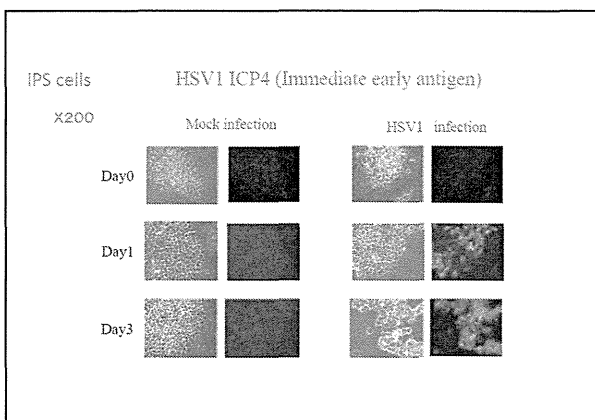 IPS cells
HSV1 ICP4 (Immediate early antigen)
X200
Mock infection
HSV1 infection
Day0
Day1
Day3